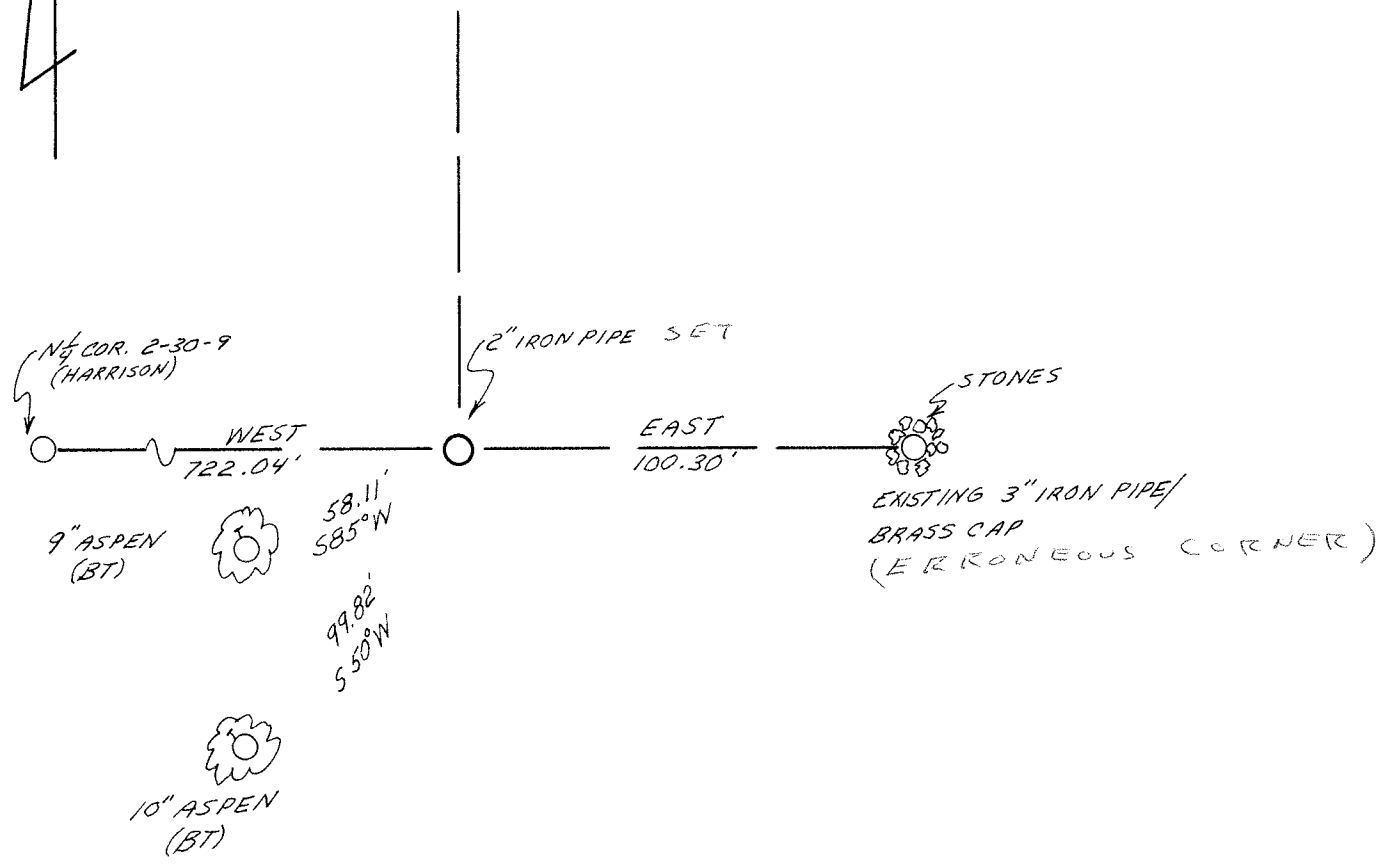 N¼ COR. 2-30-9
(HARRISON)
2" IRON PIPE SET
STONES
WEST
722.04'
EAST
100.30'
EXISTING 3" IRON PIPE/
BRASS CAP
(ERRONEOUS CORNER)
9" ASPEN
(BT)
58.11'
S85°W
99.82'
S50°W
10" ASPEN
(BT)